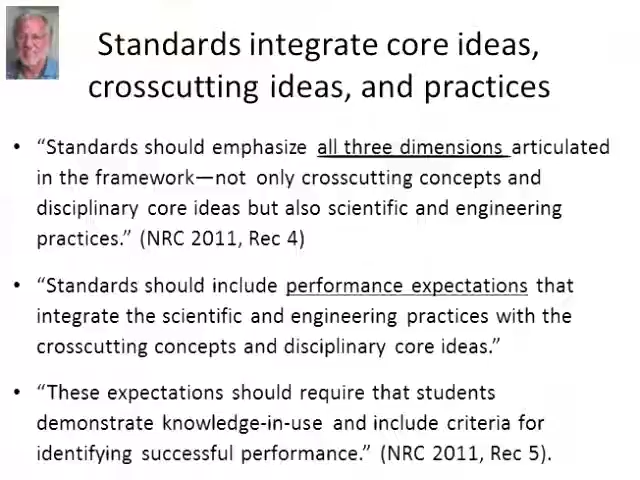 Standards integrate core ideas,
crosscutting ideas, and practices
• “Standards should emphasize all three dimensions articulated
in the framework—not only crosscutting concepts and
disciplinary core ideas but also scientific and engineering
practices.” (NRC 2011, Rec 4)
• “Standards should include performance expectations that
integrate the scientific and engineering practices with the
crosscutting concepts and disciplinary core ideas.”
• “These expectations should require that students
demonstrate knowledge-in-use and include criteria for
identifying successful performance.” (NRC 2011, Rec 5).